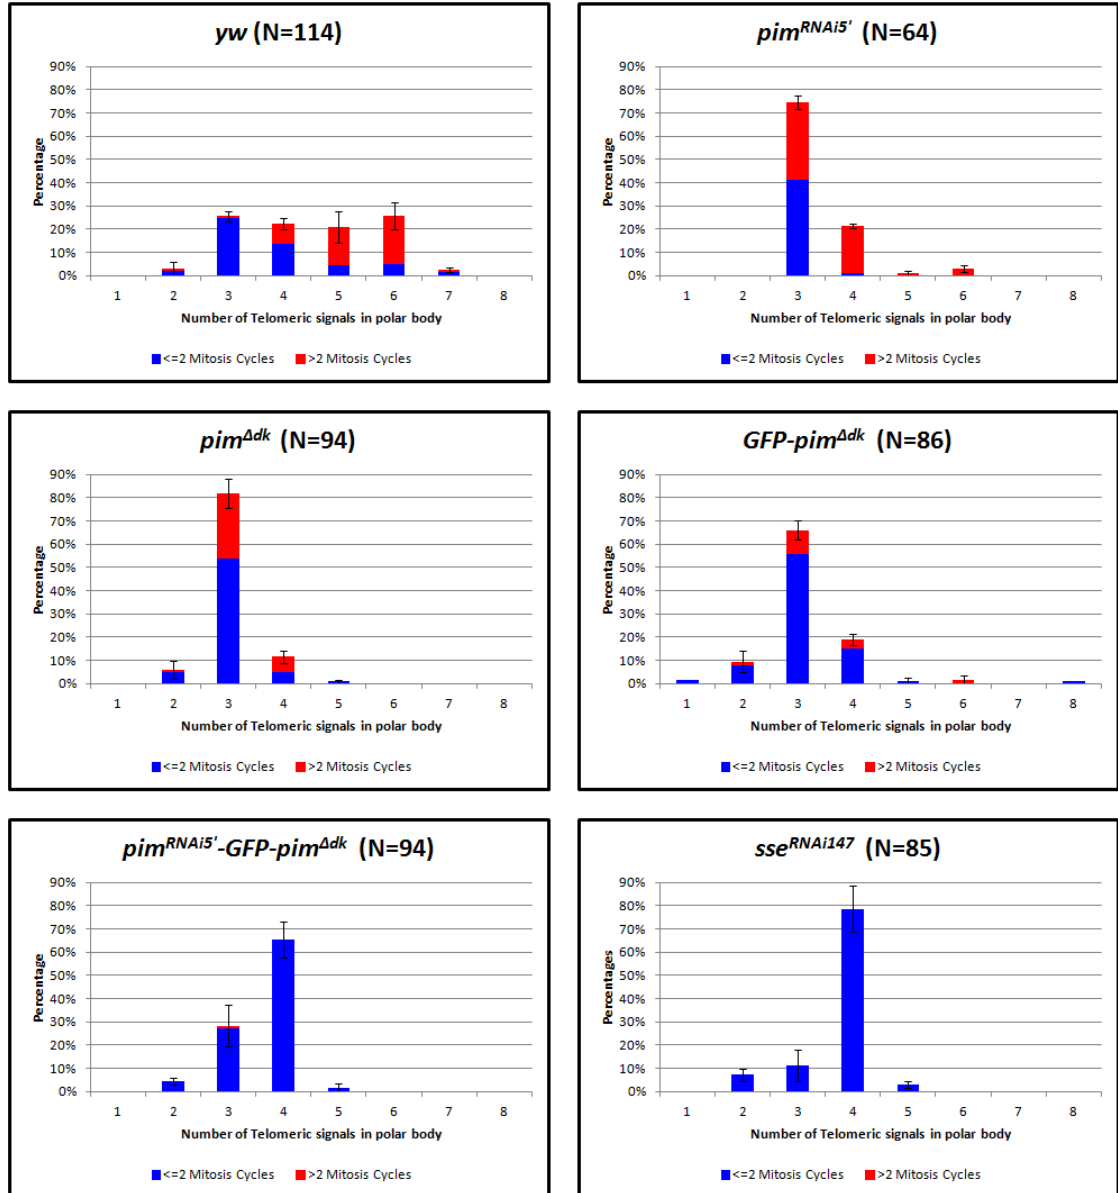 yw (N=114)
90%
80%
70%
60%
50%
40%
30%
20%
10%
0%
Percentage
1 2 3 4 5 6 7 8
Number of Telomeric signals in polar body
<=2 Mitosis Cycles >2 Mitosis Cycles
pimRNAi5' (N=64)
90%
80%
70%
60%
50%
40%
30%
20%
10%
0%
Percentage
1 2 3 4 5 6 7 8
Number of Telomeric signals in polar body
<=2 Mitosis Cycles >2 Mitosis Cycles
pimΔdk (N=94)
90%
80%
70%
60%
50%
40%
30%
20%
10%
0%
Percentage
1 2 3 4 5 6 7 8
Number of Telomeric signals in polar body
<=2 Mitosis Cycles >2 Mitosis Cycles
GFP-pimΔdk (N=86)
90%
80%
70%
60%
50%
40%
30%
20%
10%
0%
Percentage
1 2 3 4 5 6 7 8
Number of Telomeric signals in polar body
<=2 Mitosis Cycles >2 Mitosis Cycles
pimRNAi5'-GFP-pimΔdk (N=94)
90%
80%
70%
60%
50%
40%
30%
20%
10%
0%
Percentage
1 2 3 4 5 6 7 8
Number of Telomeric signals in polar body
<=2 Mitosis Cycles >2 Mitosis Cycles
sseRNAi147 (N=85)
90%
80%
70%
60%
50%
40%
30%
20%
10%
0%
Percentages
1 2 3 4 5 6 7 8
Number of Telomeric signals in polar body
<=2 Mitosis Cycles >2 Mitosis Cycles